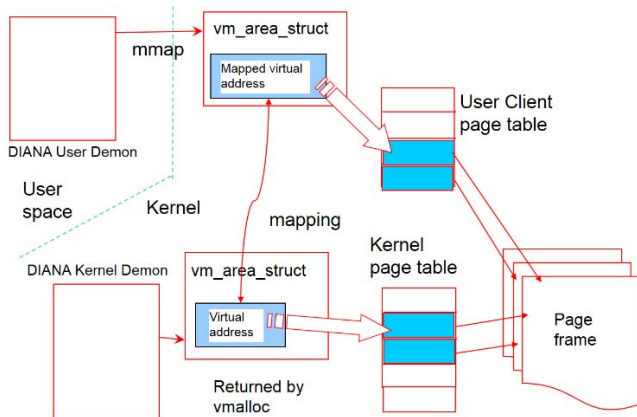 vm_area_struct
mmap
Mapped virtual
address
User Client
page table
DIANA User Demon
User
space
Kernel
mapping
Kernel
page table
DIANA Kernel Demon
vm_area_struct
Virtual
address
Page
frame
Returned by
vmalloc